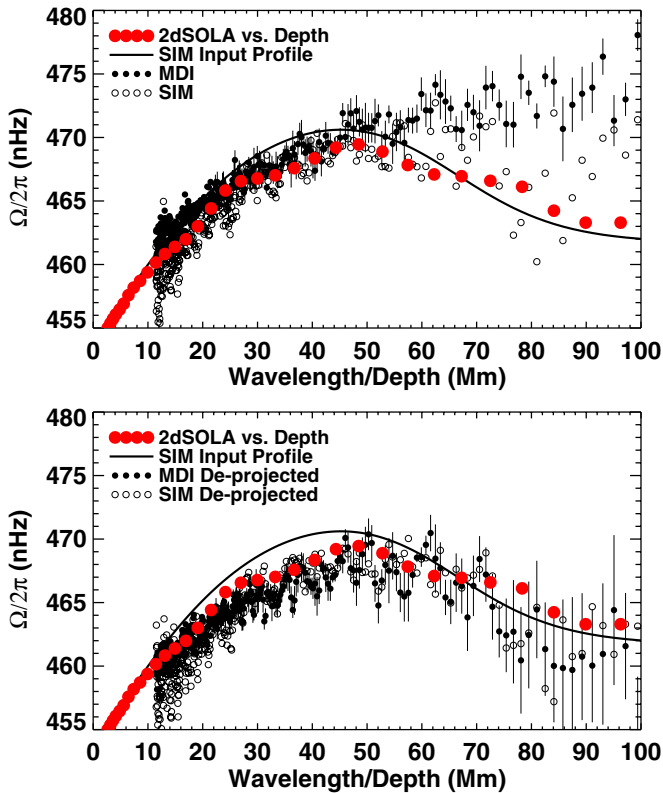 480
475
470
465
460
455
Ω/2π (nHz)
2dSOLA vs. Depth
SIM Input Profile
MDI
SIM
0 10 20 30 40 50 60 70 80 90 100
Wavelength/Depth (Mm)
480
475
470
465
460
455
Ω/2π (nHz)
2dSOLA vs. Depth
SIM Input Profile
MDI De-projected
SIM De-projected
0 10 20 30 40 50 60 70 80 90 100
Wavelength/Depth (Mm)